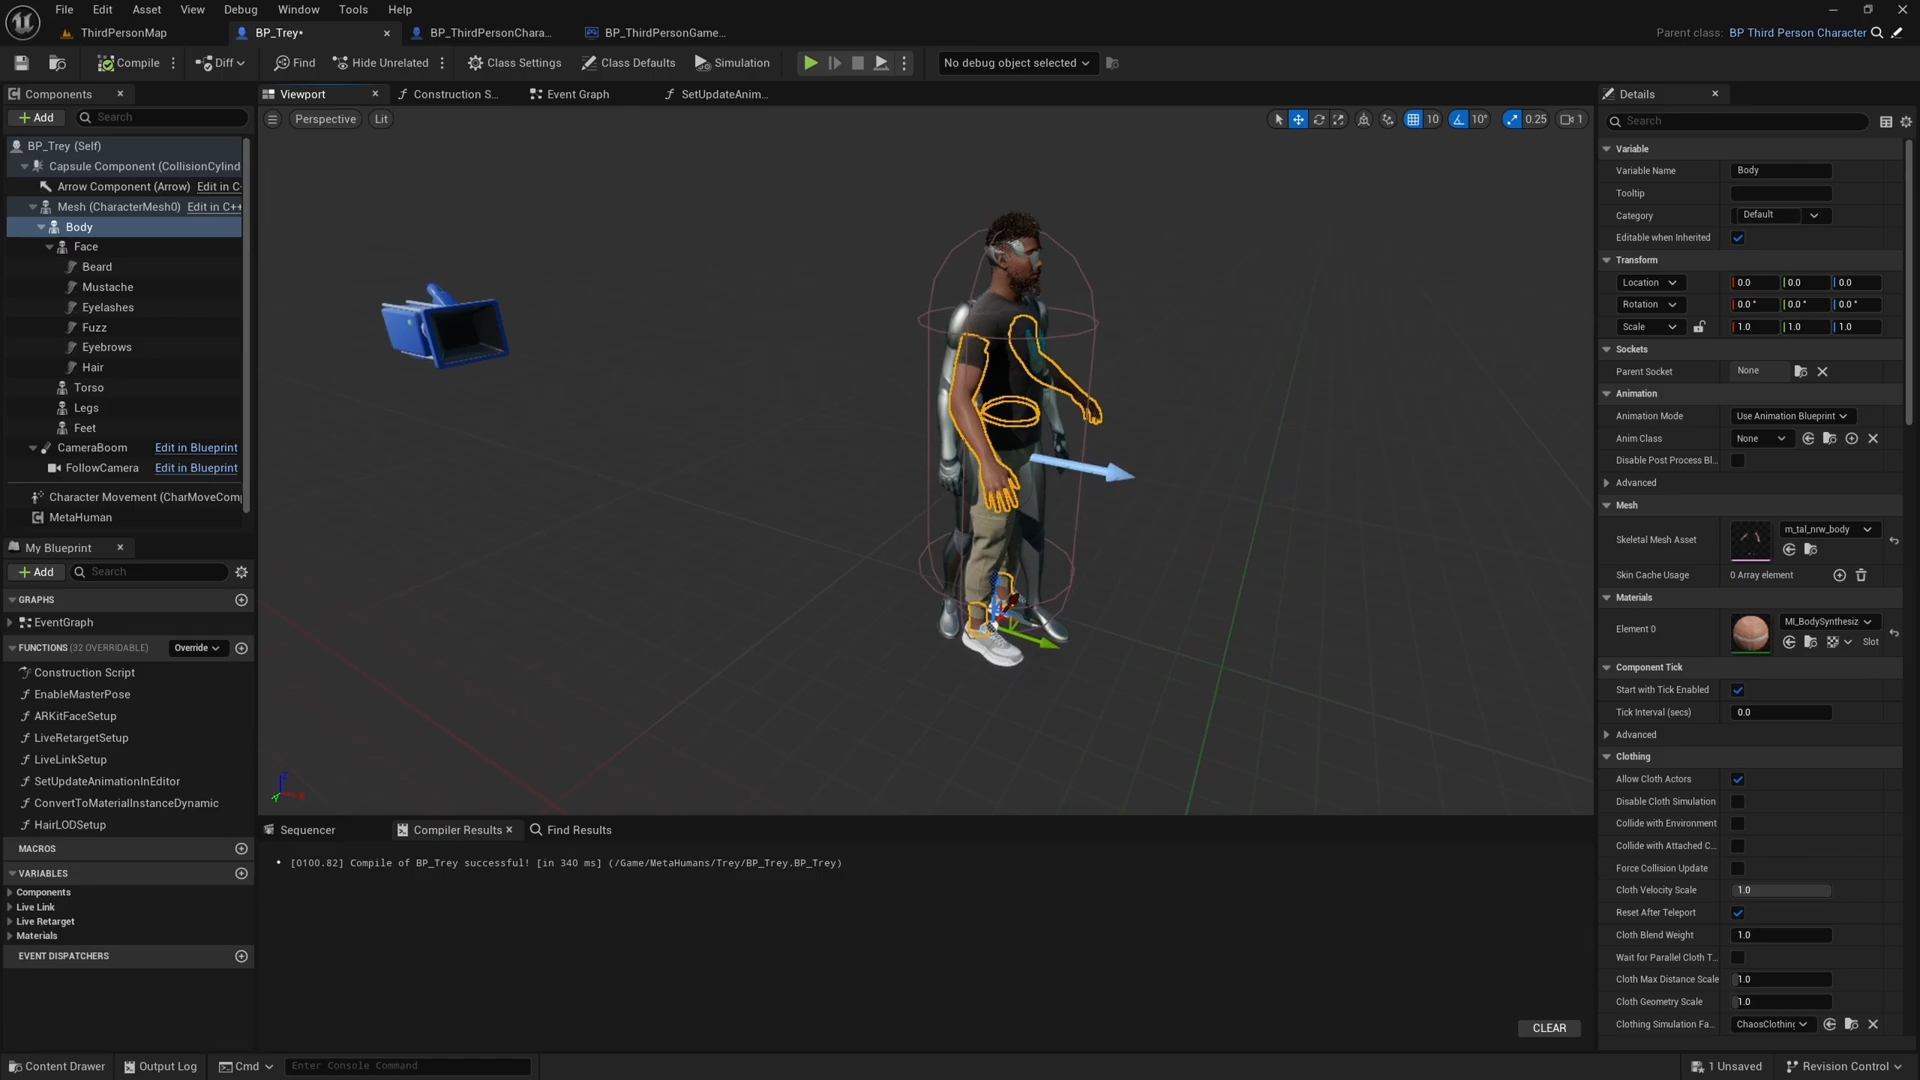 File Edit Asset View Debug Window Tools Help
ThirdPersonMap BP_Trey• BP_ThirdPersonChara... BP_ThirdPersonGame... Parent class: BP Third Person Character
Compile Diff Find Hide Unrelated Class Settings Class Defaults Simulation No debug object selected
Components
Add Search
BP_Trey (Self)
Capsule Component (CollisionCylind
Arrow Component (Arrow) Edit in C
Mesh (CharacterMesh0) Edit in C++
Body
Face
Beard
Mustache
Eyelashes
Fuzz
Eyebrows
Hair
Torso
Legs
Feet
CameraBoom Edit in Blueprint
FollowCamera Edit in Blueprint
Character Movement (CharMoveComp
MetaHuman
My Blueprint
Add Search
GRAPHS
EventGraph
FUNCTIONS (32 OVERRIDABLE) Override
Construction Script
EnableMasterPose
ARKitFaceSetup
LiveRetargetSetup
LiveLinkSetup
SetUpdateAnimationInEditor
ConvertToMaterialInstanceDynamic
HairLODSetup
MACROS
VARIABLES
Components
Live Link
Live Retarget
Materials
EVENT DISPATCHERS
Viewport Construction S... Event Graph SetUpdateAnim...
Perspective Lit 10 10° 0.25 1
Z
X
Y
Sequencer Compiler Results Find Results
• [0100.82] Compile of BP_Trey successful! [in 340 ms] (/Game/MetaHumans/Trey/BP_Trey.BP_Trey)
CLEAR
Details
Search
Variable
Variable Name Body
Tooltip
Category Default
Editable when Inherited
Transform
Location 0.0 0.0 0.0
Rotation 0.0 ° 0.0 ° 0.0 °
Scale 1.0 1.0 1.0
Sockets
Parent Socket None
Animation
Animation Mode Use Animation Blueprint
Anim Class None
Disable Post Process Bl...
Advanced
Mesh
Skeletal Mesh Asset m_tal_nrw_body
Skin Cache Usage 0 Array element
Materials
Element 0 MI_BodySynthesiz
Slot
Component Tick
Start with Tick Enabled
Tick Interval (secs) 0.0
Advanced
Clothing
Allow Cloth Actors
Disable Cloth Simulation
Collide with Environment
Collide with Attached C...
Force Collision Update
Cloth Velocity Scale 1.0
Reset After Teleport
Cloth Blend Weight 1.0
Wait for Parallel Cloth T...
Cloth Max Distance Scale 1.0
Cloth Geometry Scale 1.0
Clothing Simulation Fa... ChaosClothing
Content Drawer Output Log Cmd Enter Console Command 1 Unsaved Revision Control